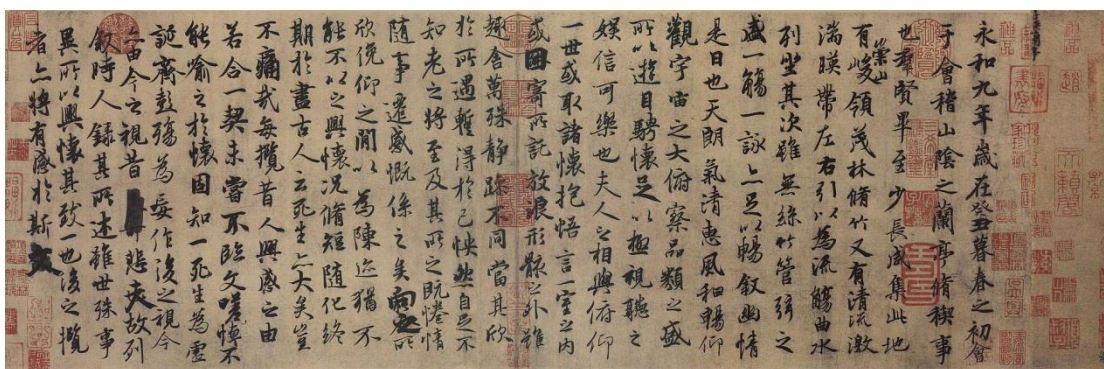 永和九年歲在癸丑暮春之初會
于會稽山陰之蘭亭脩稧事
也羣賢畢至少長咸集此地
有崇山峻領茂林脩竹又有清流激
湍暎帶左右引以為流觴曲水
列坐其次雖無絲竹管弦之
盛一觴一詠亦足以暢敘幽情
是日也天朗氣清惠風和暢仰
觀宇宙之大俯察品類之盛
所以遊目騁懷足以極視聽之
娛信可樂也夫人之相與俯仰
一世或取諸懷抱悟言一室之內
或因寄所託放浪形骸之外雖
趣舍萬殊靜躁不同當其欣
於所遇蹔得於己怏然自足不
知老之將至及其所之既惓情
隨事遷感慨係之矣向之所
欣俛仰之閒以為陳迹猶不
能不以之興懷況脩短隨化終
期於盡古人云死生亦大矣豈
不痛哉每攬昔人興感之由
若合一契未嘗不臨文嗟悼不
能喻之於懷固知一死生為虛
誕齊彭殤為妄作後之視今
亦由今之視昔悲夫故列
敘時人錄其所述雖世殊事
異所以興懷其致一也後之攬
者亦將有感於斯文